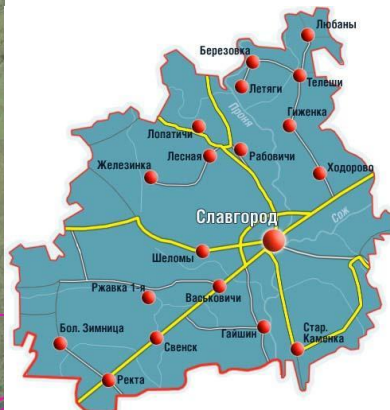 Любаны
Березовка
Летяги
Телеши
Проня
Гиженка
Лопатичи
Лесная
Рабовичи
Железинка
Ходорово
Славгород
Сож
Шеломы
Ржавка 1-я
Васьковичи
Бол. Зимница
Свенск
Гайшин
Стар.
Каменка
Ректа